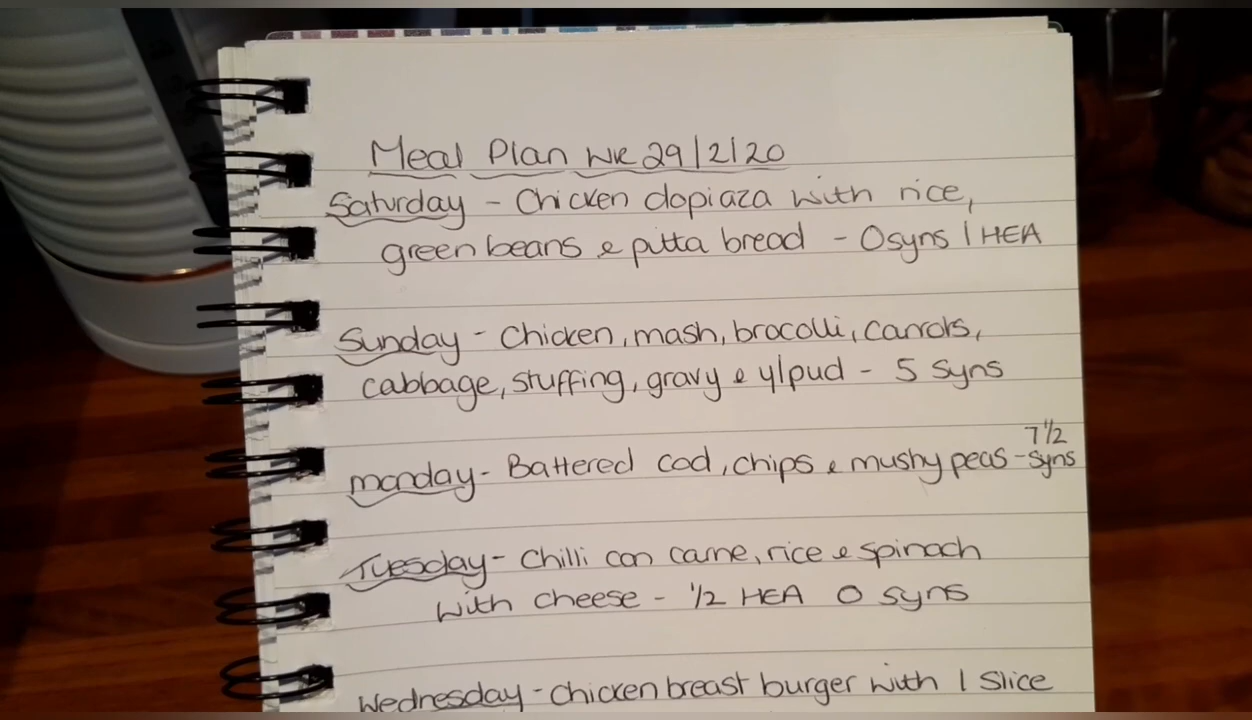 Meal Plan WK 29/2/20
Saturday - Chicken dopiaza with rice,
green beans & pitta bread - 0 syns 1 HEA
Sunday - Chicken, mash, brocolli, carrots,
cabbage, stuffing, gravy & y/pud - 5 Syns
Monday - Battered cod, chips & mushy peas - 7 1/2 Syns
Tuesday - Chilli con carne, rice & spinach
with cheese - 1/2 HEA 0 syns
Wednesday - chicken breast burger with 1 slice